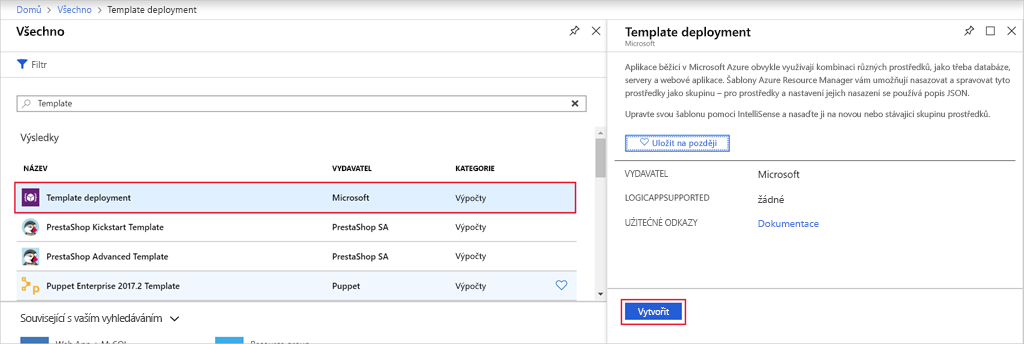 Domů > Všechno > Template deployment
Všechno
Filtr
Template
Výsledky
NÁZEV VYDAVATEL KATEGORIE
Template deployment Microsoft Výpočty
PrestaShop Kickstart Template PrestaShop SA Výpočty
PrestaShop Advanced Template PrestaShop SA Výpočty
Puppet Enterprise 2017.2 Template Puppet Výpočty
Související s vaším vyhledáváním
Web App + MySQL Resource group
Template deployment
Microsoft
Aplikace běžící v Microsoft Azure obvykle využívají kombinaci různých prostředků, jako třeba databáze,
servery a webové aplikace. Šablony Azure Resource Manager vám umožňují nasazovat a spravovat tyto
prostředky jako skupinu – pro prostředky a nastavení jejich nasazení se používá popis JSON.
Upravte svou šablonu pomocí IntelliSense a nasaďte ji na novou nebo stávající skupinu prostředků.
Uložit na později
VYDAVATEL Microsoft
LOGICAPPSUPPORTED žádné
UŽITEČNÉ ODKAZY Dokumentace
Vytvořit